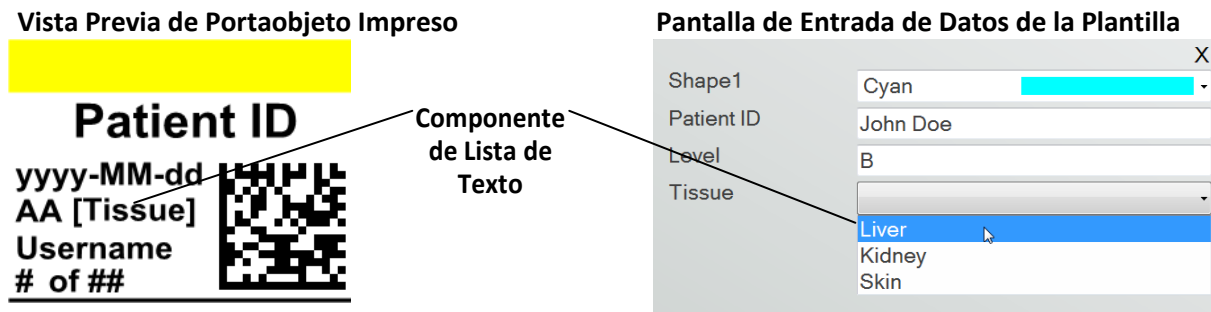 Vista Previa de Portaobjeto Impreso
Patient ID
yyyy-MM-dd
AA [Tissue]
Username
# of ##
Componente
de Lista de
Texto
Pantalla de Entrada de Datos de la Plantilla
X
Shape1 Cyan
Patient ID John Doe
Level B
Tissue
Liver
Kidney
Skin